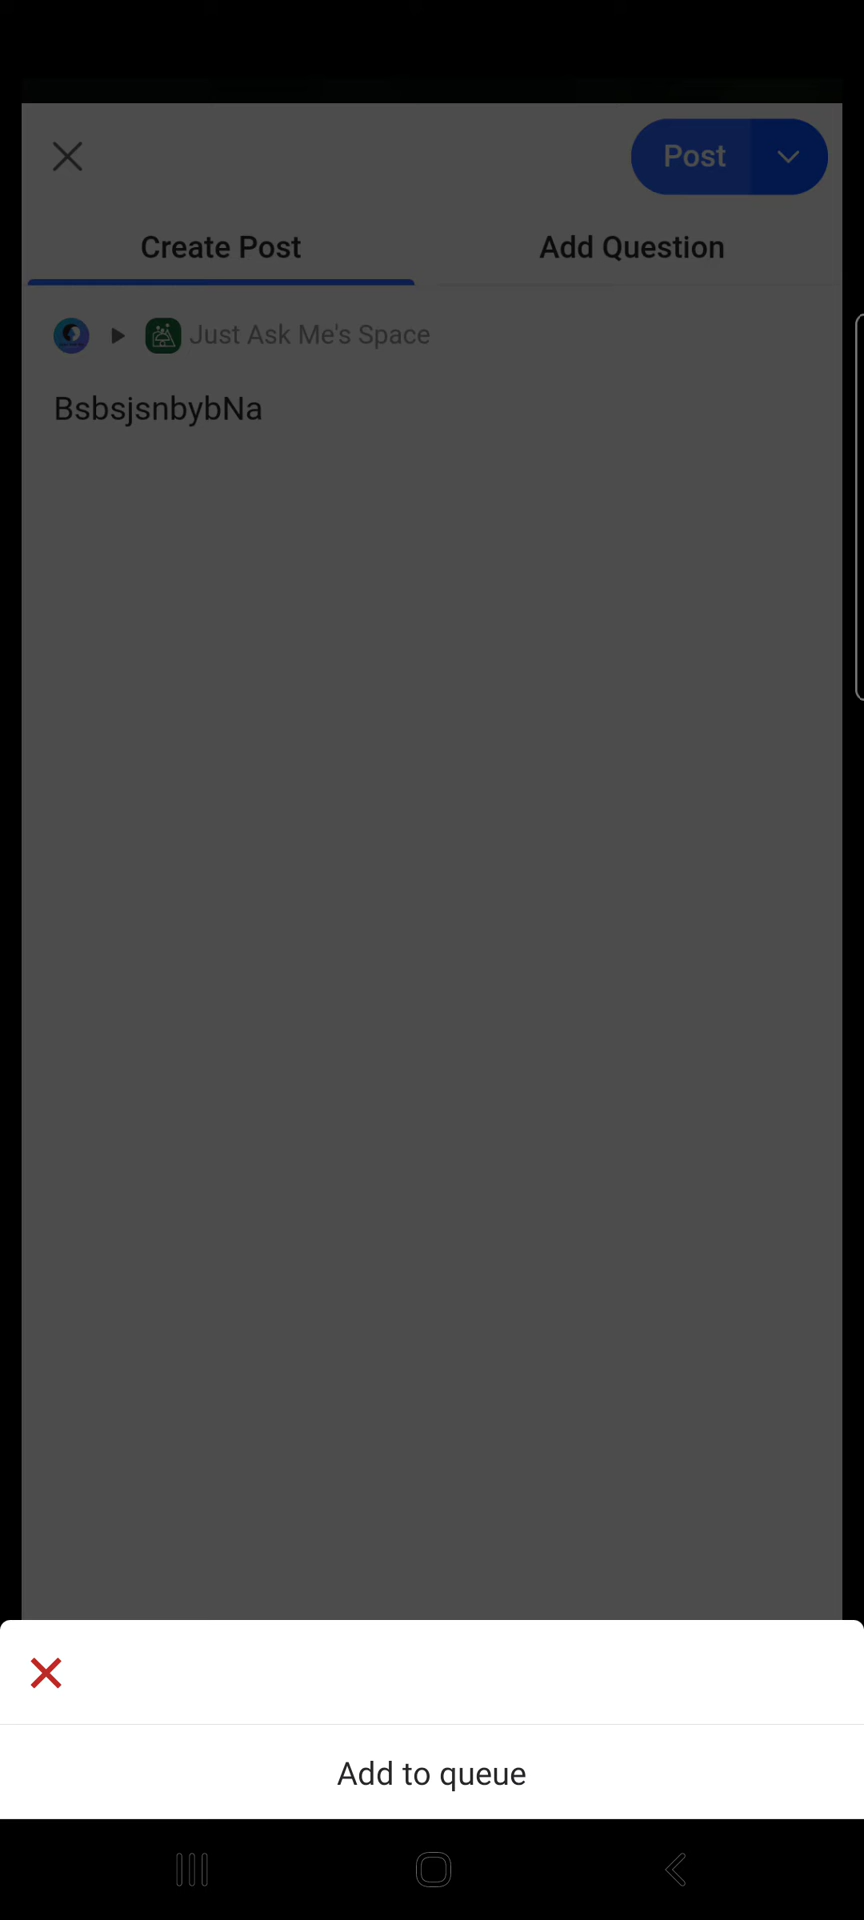 Post
Create Post
Add Question
Just Ask Me's Space
BsbsjsnbybNa
Add to queue